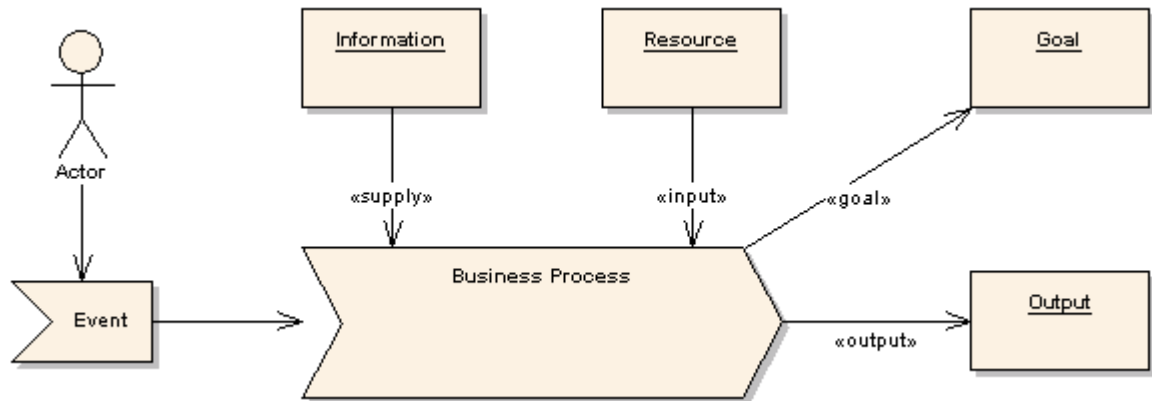 Information
Resource
Goal
Actor
«supply»
«input»
«goal»
Business Process
Event
Output
«output»